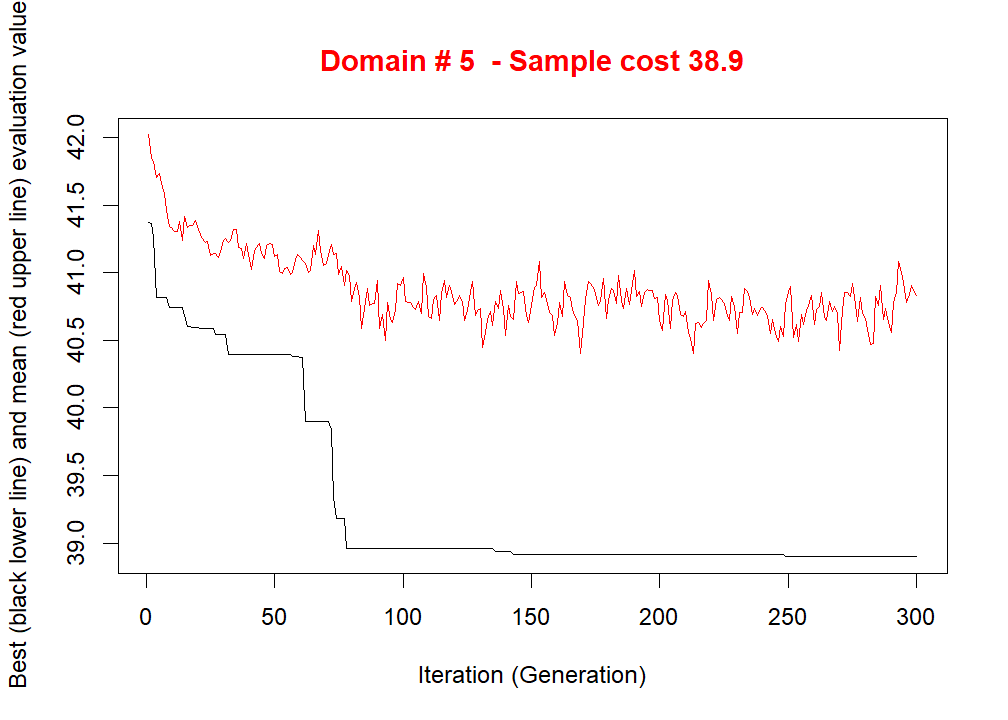 Domain # 5  - Sample cost 38.9
Best (black lower line) and mean (red upper line) evaluation value
42.0
41.5
41.0
40.5
40.0
39.5
39.0
0 50 100 150 200 250 300
Iteration (Generation)